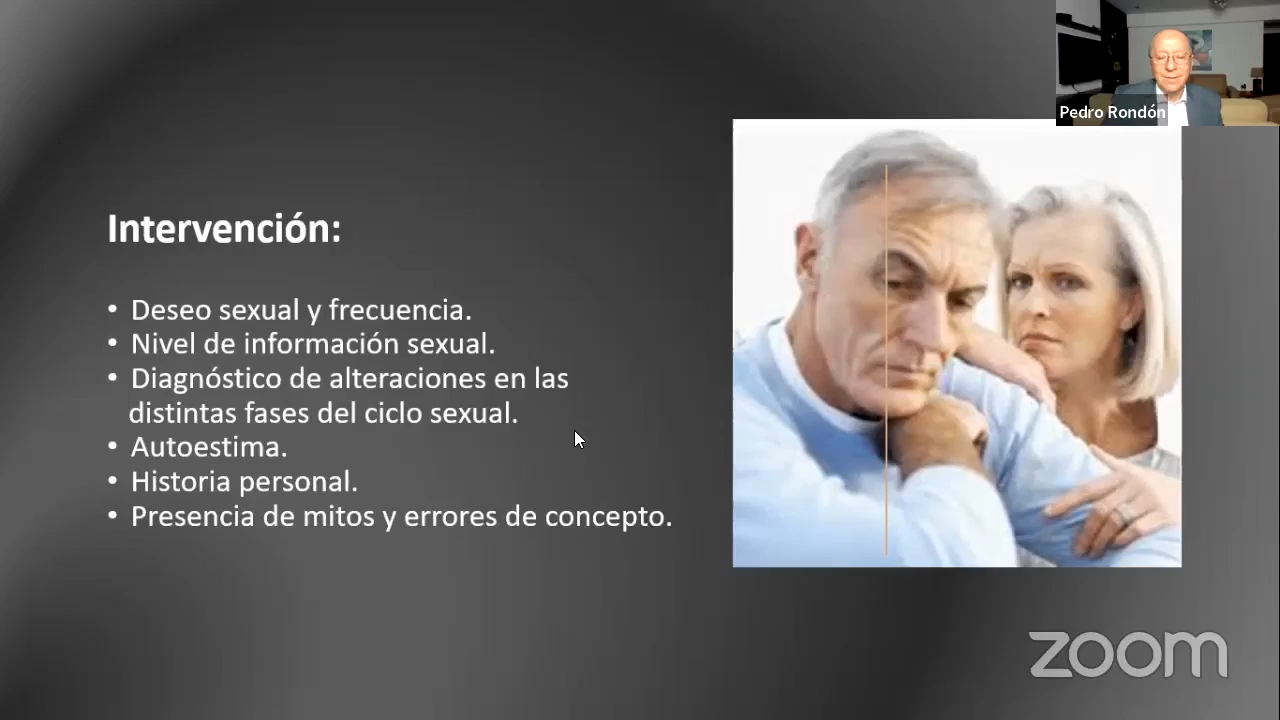 Pedro Rondón
Intervención:
• Deseo sexual y frecuencia.
• Nivel de información sexual.
• Diagnóstico de alteraciones en las
distintas fases del ciclo sexual.
• Autoestima.
• Historia personal.
• Presencia de mitos y errores de concepto.
zoom